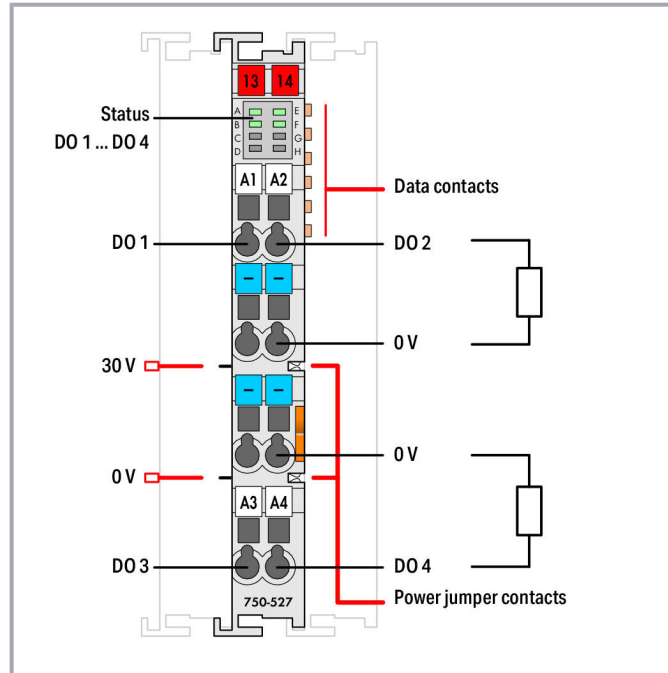 13 14
Status
DO 1 ... DO 4
A E
B F
C G
D H
A1 A2
Data contacts
DO 1
DO 2
– –
0 V
30 V
– –
0 V
0 V
A3 A4
DO 3
DO 4
750-527
Power jumper contacts